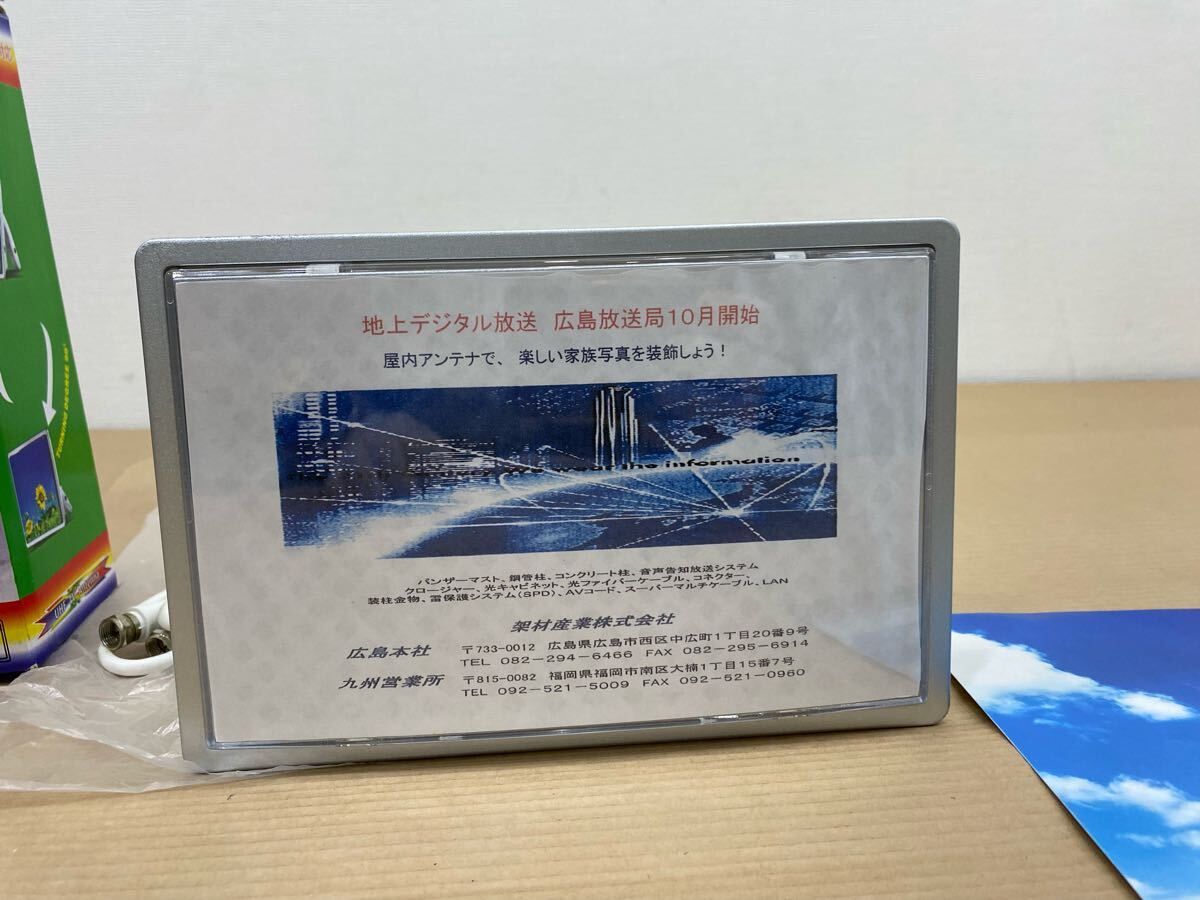 対応
地上デジタル放送 広島放送局10月開始
屋内アンテナで、 楽しい家族写真を装飾しよう!
we wear the information
パンザーマスト、鋼管柱、コンクリート柱、音声告知放送システム
クロージャー、光キャビネット、光ファイバーケーブル、コネクター、
装柱金物、雷保護システム(SPD)、AVコード、スーパーマルチケーブル、LAN
架材産業株式会社
広島本社 〒733-0012 広島県広島市西区中広町1丁目20番9号
TEL 082-294-6466 FAX 082-295-6914
九州営業所 〒815-0082 福岡県福岡市南区大楠1丁目15番7号
TEL 092-521-5009 FAX 092-521-0960
TURNING DEGREE 90°